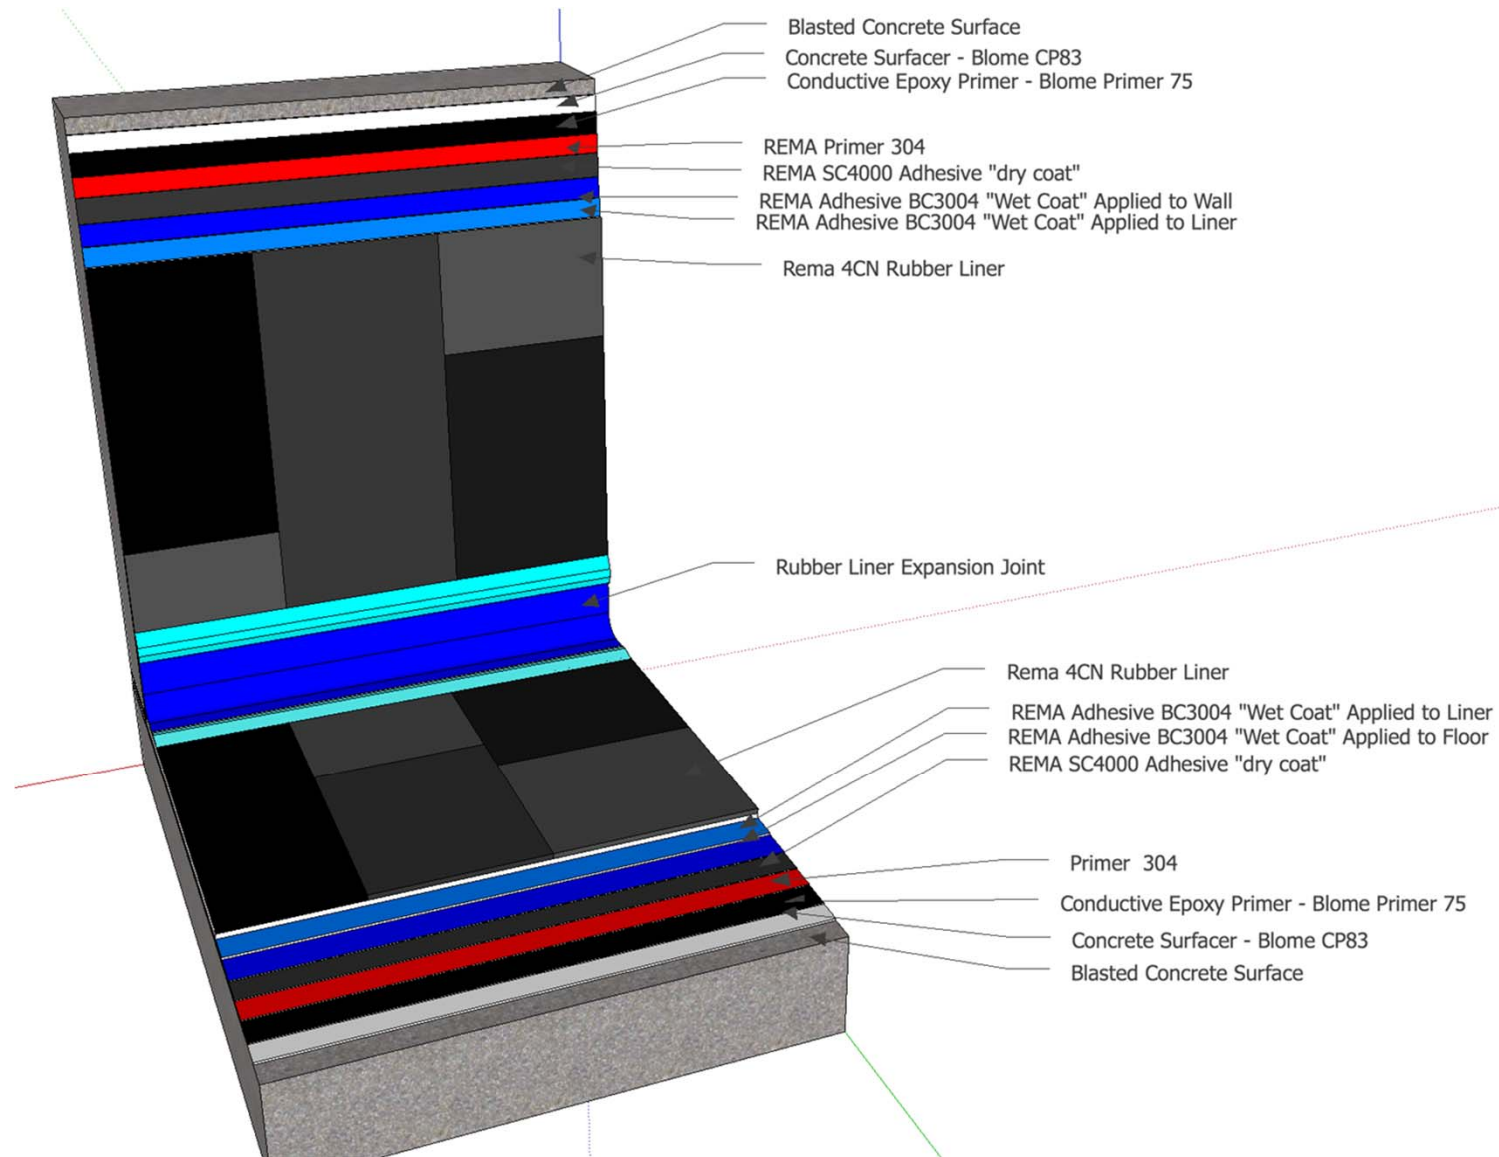 Blasted Concrete Surface
Concrete Surfacer - Blome CP83
Conductive Epoxy Primer - Blome Primer 75
REMA Primer 304
REMA SC4000 Adhesive "dry coat"
REMA Adhesive BC3004 "Wet Coat" Applied to Wall
REMA Adhesive BC3004 "Wet Coat" Applied to Liner
Rema 4CN Rubber Liner
Rubber Liner Expansion Joint
Rema 4CN Rubber Liner
REMA Adhesive BC3004 "Wet Coat" Applied to Liner
REMA Adhesive BC3004 "Wet Coat" Applied to Floor
REMA SC4000 Adhesive "dry coat"
Primer 304
Conductive Epoxy Primer - Blome Primer 75
Concrete Surfacer - Blome CP83
Blasted Concrete Surface